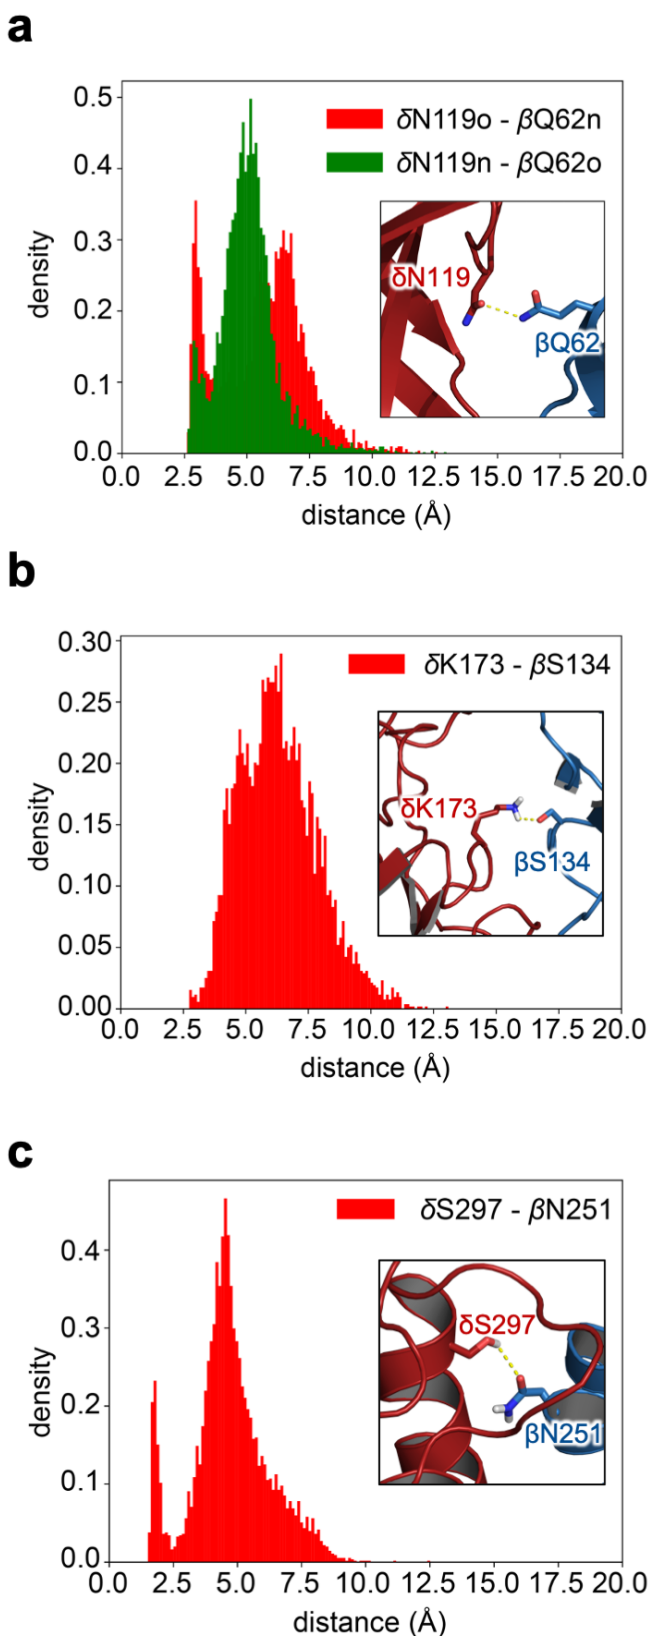 a
0.5
0.4
0.3
0.2
0.1
0.0
density
δN119o - βQ62n
δN119n - βQ62o
δN119
βQ62
0.0 2.5 5.0 7.5 10.0 12.5 15.0 17.5 20.0
distance (Å)
b
0.30
0.25
0.20
0.15
0.10
0.05
0.00
density
δK173 - βS134
δK173
βS134
0.0 2.5 5.0 7.5 10.0 12.5 15.0 17.5 20.0
distance (Å)
c
0.4
0.3
0.2
0.1
0.0
density
δS297 - βN251
δS297
βN251
0.0 2.5 5.0 7.5 10.0 12.5 15.0 17.5 20.0
distance (Å)